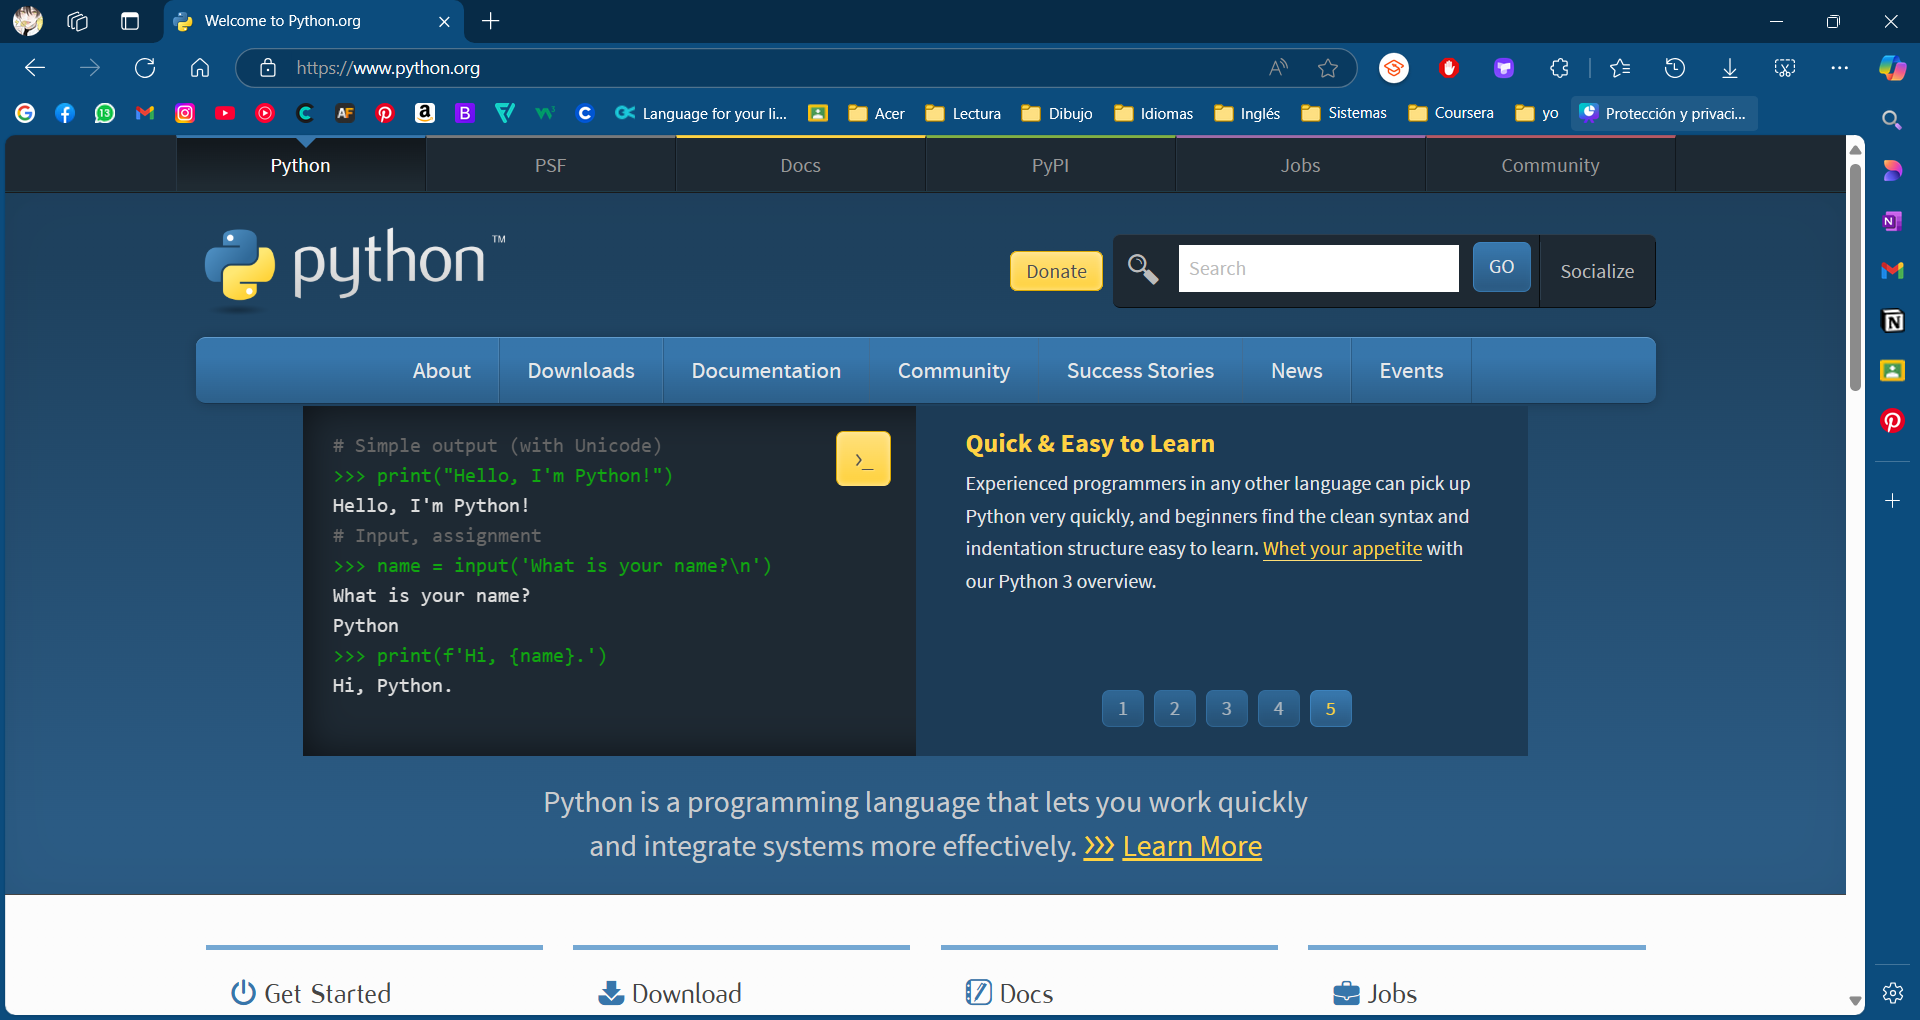 Welcome to Python.org
https://www.python.org
13
AF
a
B
C
Language for your li...
Acer
Lectura
Dibujo
Idiomas
Inglés
Sistemas
Coursera
yo
Protección y privaci...
Python
PSF
Docs
PyPI
Jobs
Community
python™
Donate
Search
GO
Socialize
About
Downloads
Documentation
Community
Success Stories
News
Events
# Simple output (with Unicode)
>>> print("Hello, I'm Python!")
Hello, I'm Python!
# Input, assignment
>>> name = input('What is your name?\n')
What is your name?
Python
>>> print(f'Hi, {name}.')
Hi, Python.
>_
Quick & Easy to Learn
Experienced programmers in any other language can pick up
Python very quickly, and beginners find the clean syntax and
indentation structure easy to learn. Whet your appetite with
our Python 3 overview.
1 2 3 4 5
Python is a programming language that lets you work quickly
and integrate systems more effectively. >>> Learn More
Get Started
Download
Docs
Jobs